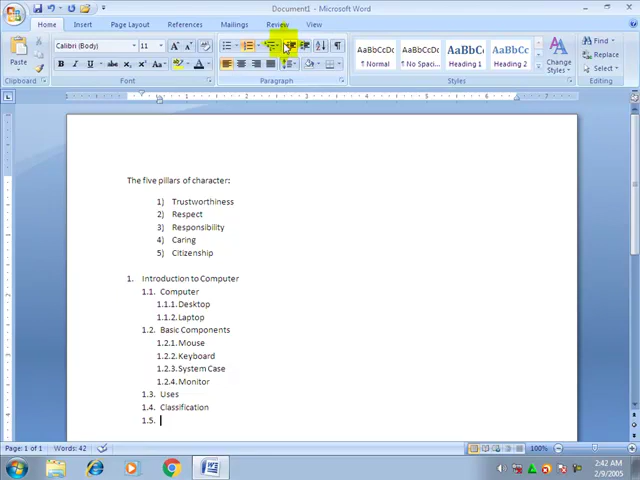 Document1 - Microsoft Word
Home Insert Page Layout References Mailings Review View
Paste
Clipboard
Calibri (Body) 11
B I U abc X₂ X² Aa
Font
Paragraph
AaBbCcDc AaBbCcDc AaBbCc AaBbCc
¶ Normal ¶ No Spaci... Heading 1 Heading 2
Change Styles
Styles
Find
Replace
Select
Editing
The five pillars of character:
1) Trustworthiness
2) Respect
3) Responsibility
4) Caring
5) Citizenship
1. Introduction to Computer
1.1. Computer
1.1.1. Desktop
1.1.2. Laptop
1.2. Basic Components
1.2.1. Mouse
1.2.2. Keyboard
1.2.3. System Case
1.2.4. Monitor
1.3. Uses
1.4. Classification
1.5.
Page: 1 of 1 Words: 42 100%
2:42 AM
2/9/2005